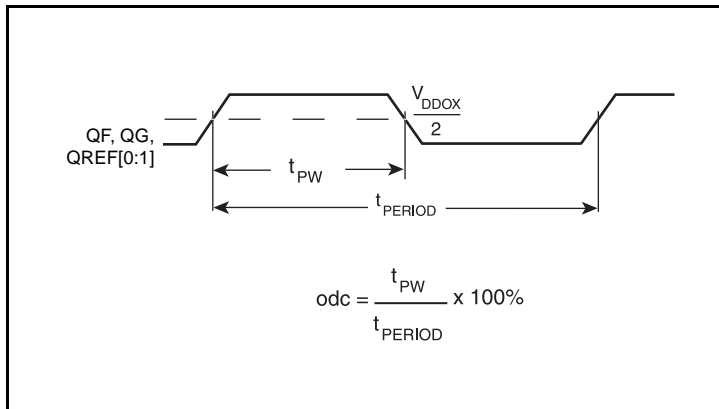 V_DDOX
2
QF, QG,
QREF[0:1]
t_PW
t_PERIOD
odc = t_PW / t_PERIOD x 100%